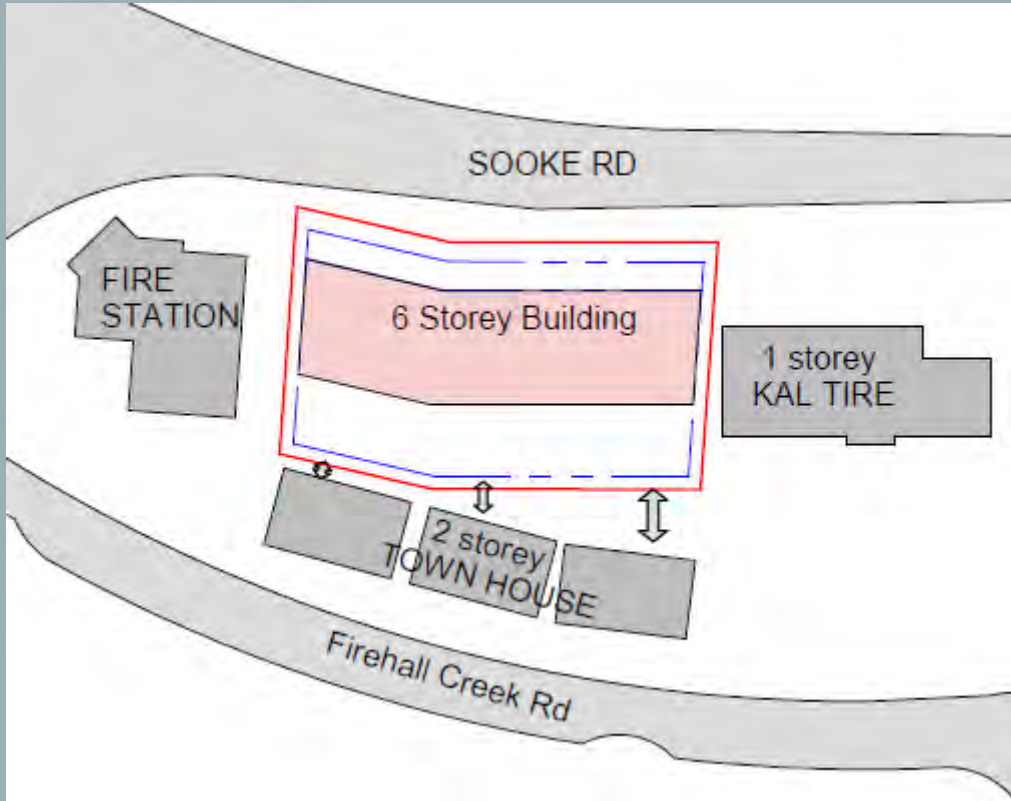 SOOKE RD
FIRE
STATION
6 Storey Building
1 storey
KAL TIRE
2 storey
TOWN HOUSE
Firehall Creek Rd